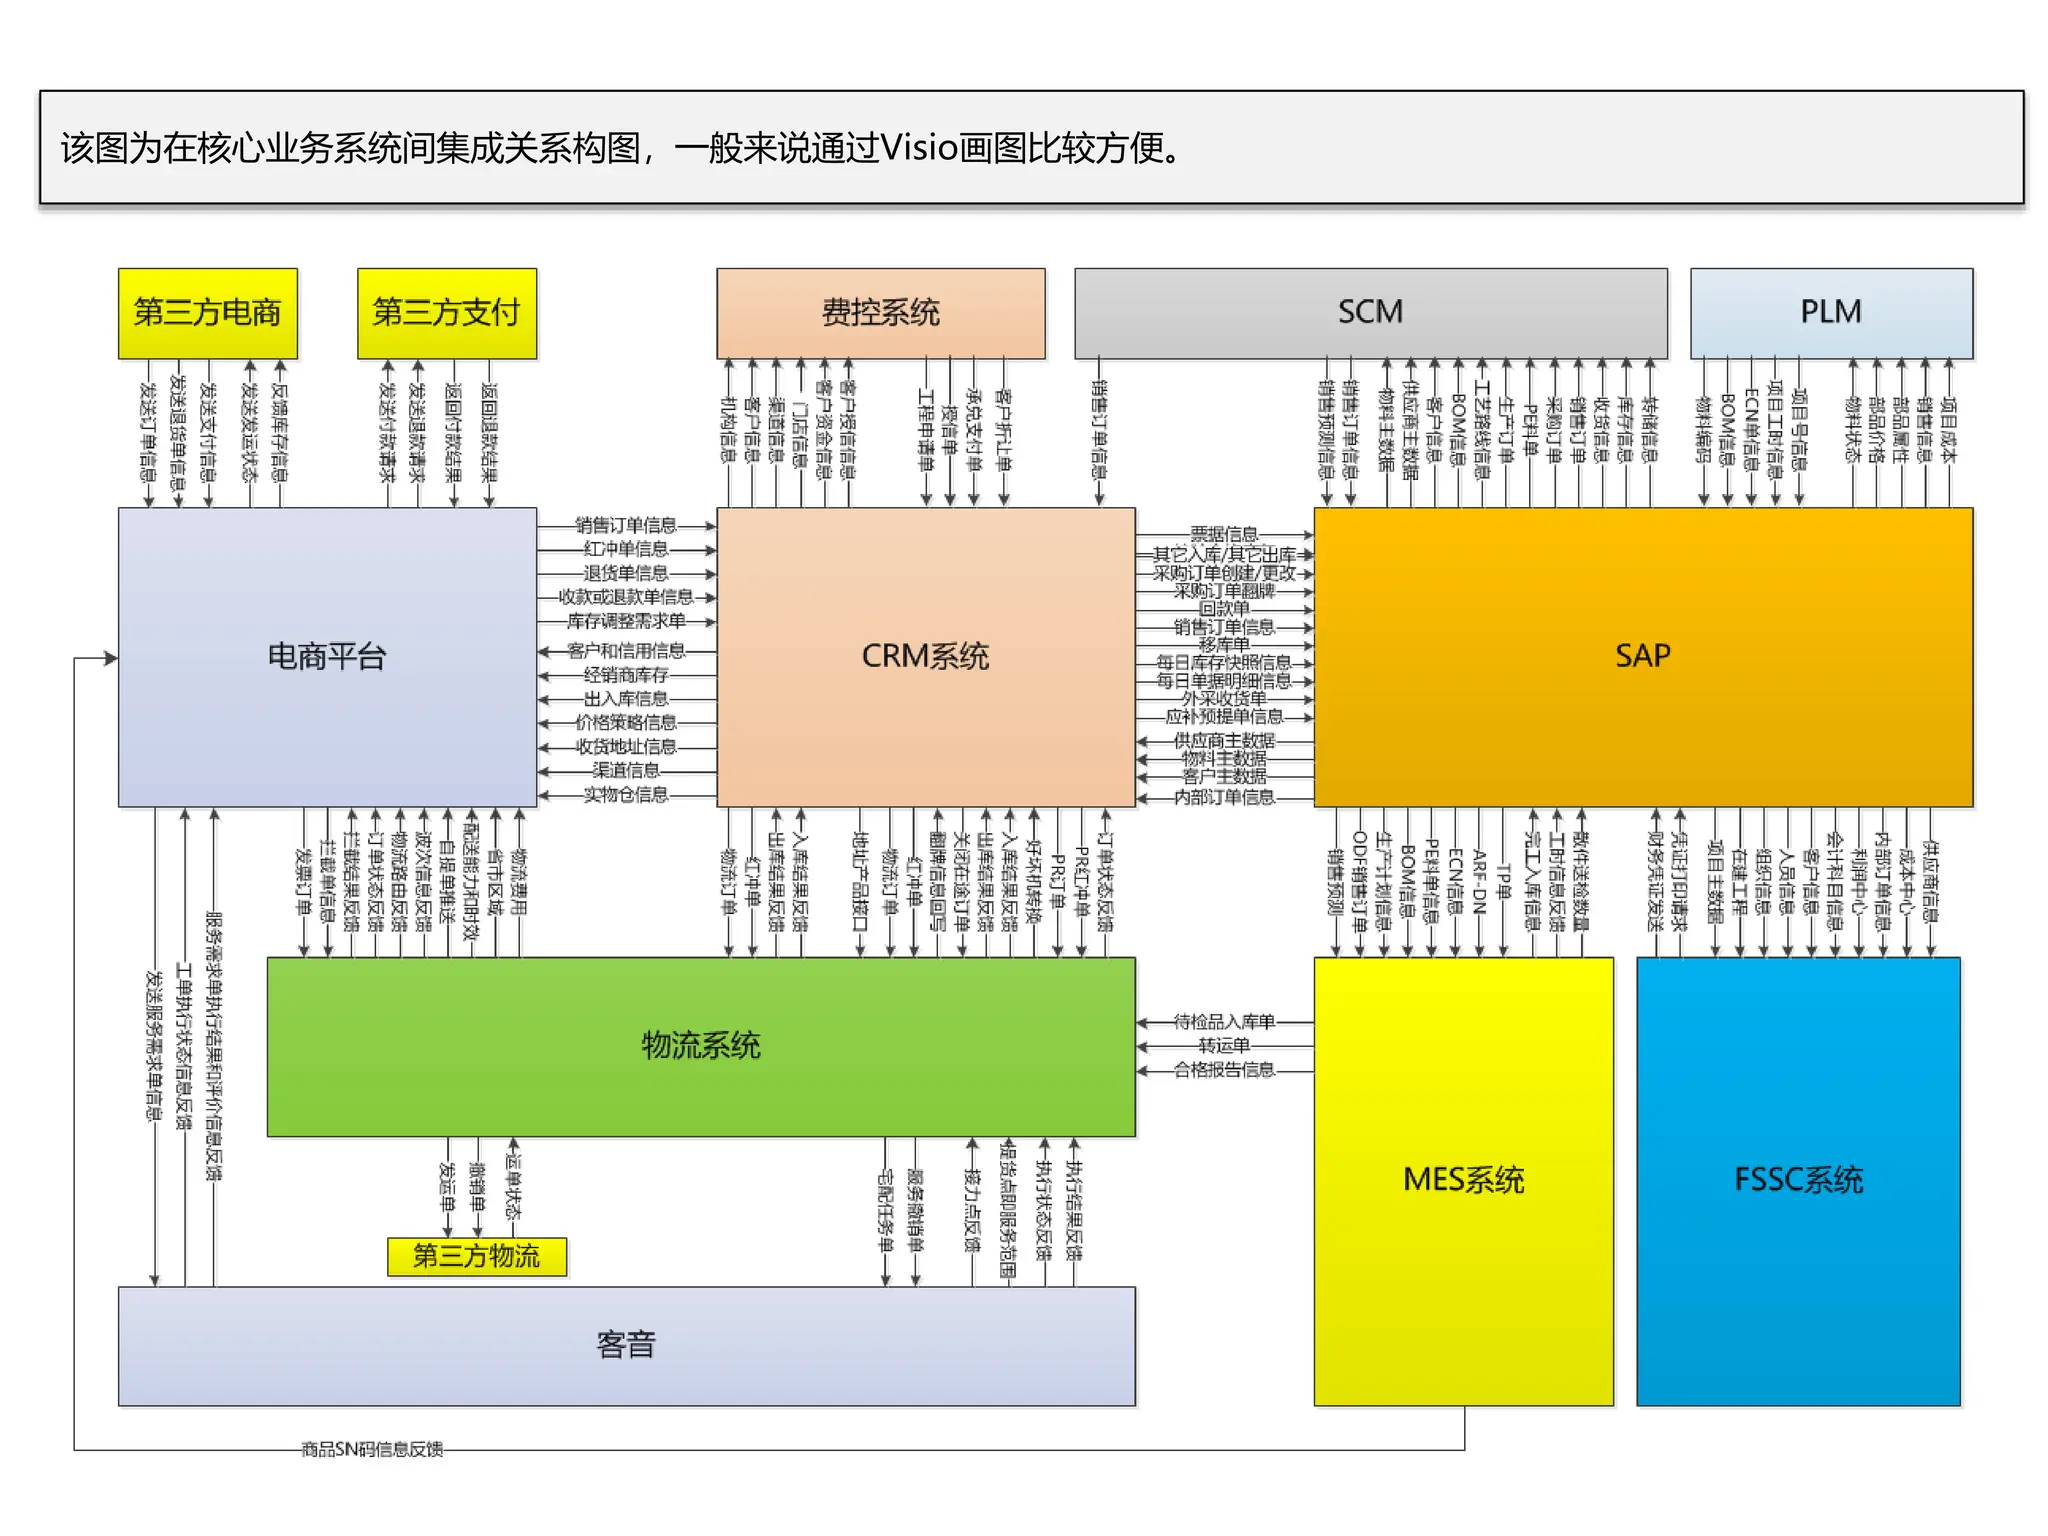 该图为在核心业务系统间集成关系构图，一般来说通过Visio画图比较方便。
第三方电商
第三方支付
费控系统
SCM
PLM
发送订单信息
发送退货单信息
发送支付信息
发送发运状态
反馈库存信息
发送付款请求
发送退款请求
返回付款结果
返回退款结果
机构信息
客户信息
渠道信息
门店信息
客户资金信息
客户授信信息
工程申请单
授信单
承兑支付单
客户折让单
销售订单信息
销售预测信息
销售订单信息
物料主数据
供应商主数据
客户信息
BOM信息
工艺路线信息
生产订单
PE料单
采购订单
销售订单
收货信息
库存信息
转储信息
物料编码
BOM信息
ECN单信息
项目工时信息
项目号信息
物料状态
部品价格
部品属性
销售信息
项目成本
电商平台
销售订单信息
红冲单信息
退货单信息
收款或退款单信息
库存调整需求单
客户和信用信息
经销商库存
出入库信息
价格策略信息
收货地址信息
渠道信息
实物仓信息
CRM系统
票据信息
其它入库/其它出库
采购订单创建/更改
采购订单翻牌
回款单
销售订单信息
移库单
每日库存快照信息
每日单据明细信息
外采收货单
应补预提单信息
供应商主数据
物料主数据
客户主数据
内部订单信息
SAP
发送服务需求单信息
工单执行状态信息反馈
服务需求单执行结果和评价信息反馈
发票订单
拦截单信息
拦截结果反馈
订单状态反馈
物流路由反馈
波次信息反馈
自提单推送
配送能力和时效
省市区域
物流费用
物流订单
红冲单
出库结果反馈
入库结果反馈
地址产品接口
物流订单
红冲单
翻牌信息回写
关闭在途订单
出库结果反馈
入库结果反馈
好坏机转换
PR订单
PR红冲单
订单状态反馈
销售预测
ODF销售订单
生产计划信息
BOM信息
PE料单信息
ECN信息
ARF-DN
TP单
完工入库信息
工时信息反馈
散件送检数量
财务凭证发送
凭证打印请求
项目主数据
在建工程
组织信息
人员信息
客户信息
会计科目信息
利润中心
内部订单信息
成本中心
供应商信息
物流系统
待检品入库单
转运单
合格报告信息
MES系统
FSSC系统
发运单
撤销单
运单状态
宅配任务单
服务撤销单
接力点反馈
提货点即服务范围
执行状态反馈
执行结果反馈
第三方物流
客音
商品SN码信息反馈